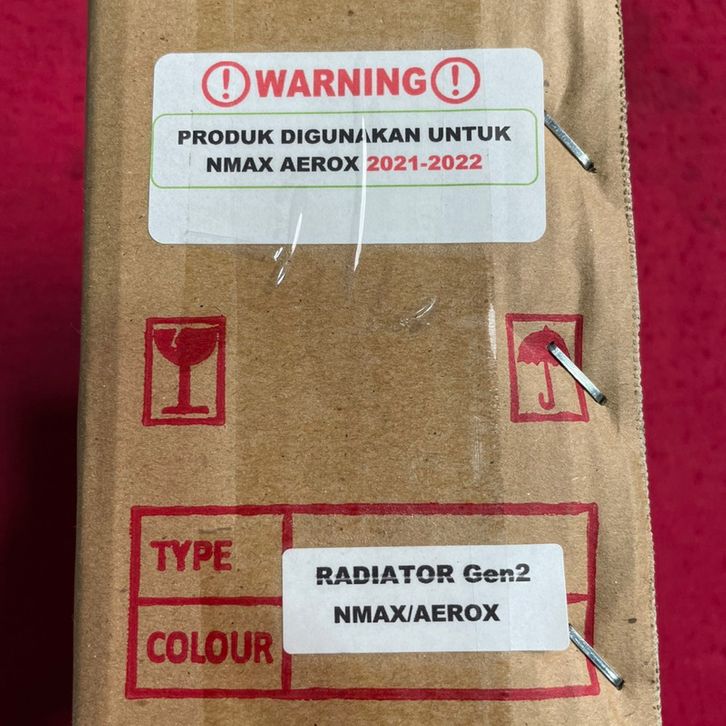 WARNING
PRODUK DIGUNAKAN UNTUK
NMAX AEROX 2021-2022
TYPE
RADIATOR Gen2
NMAX/AEROX
COLOUR